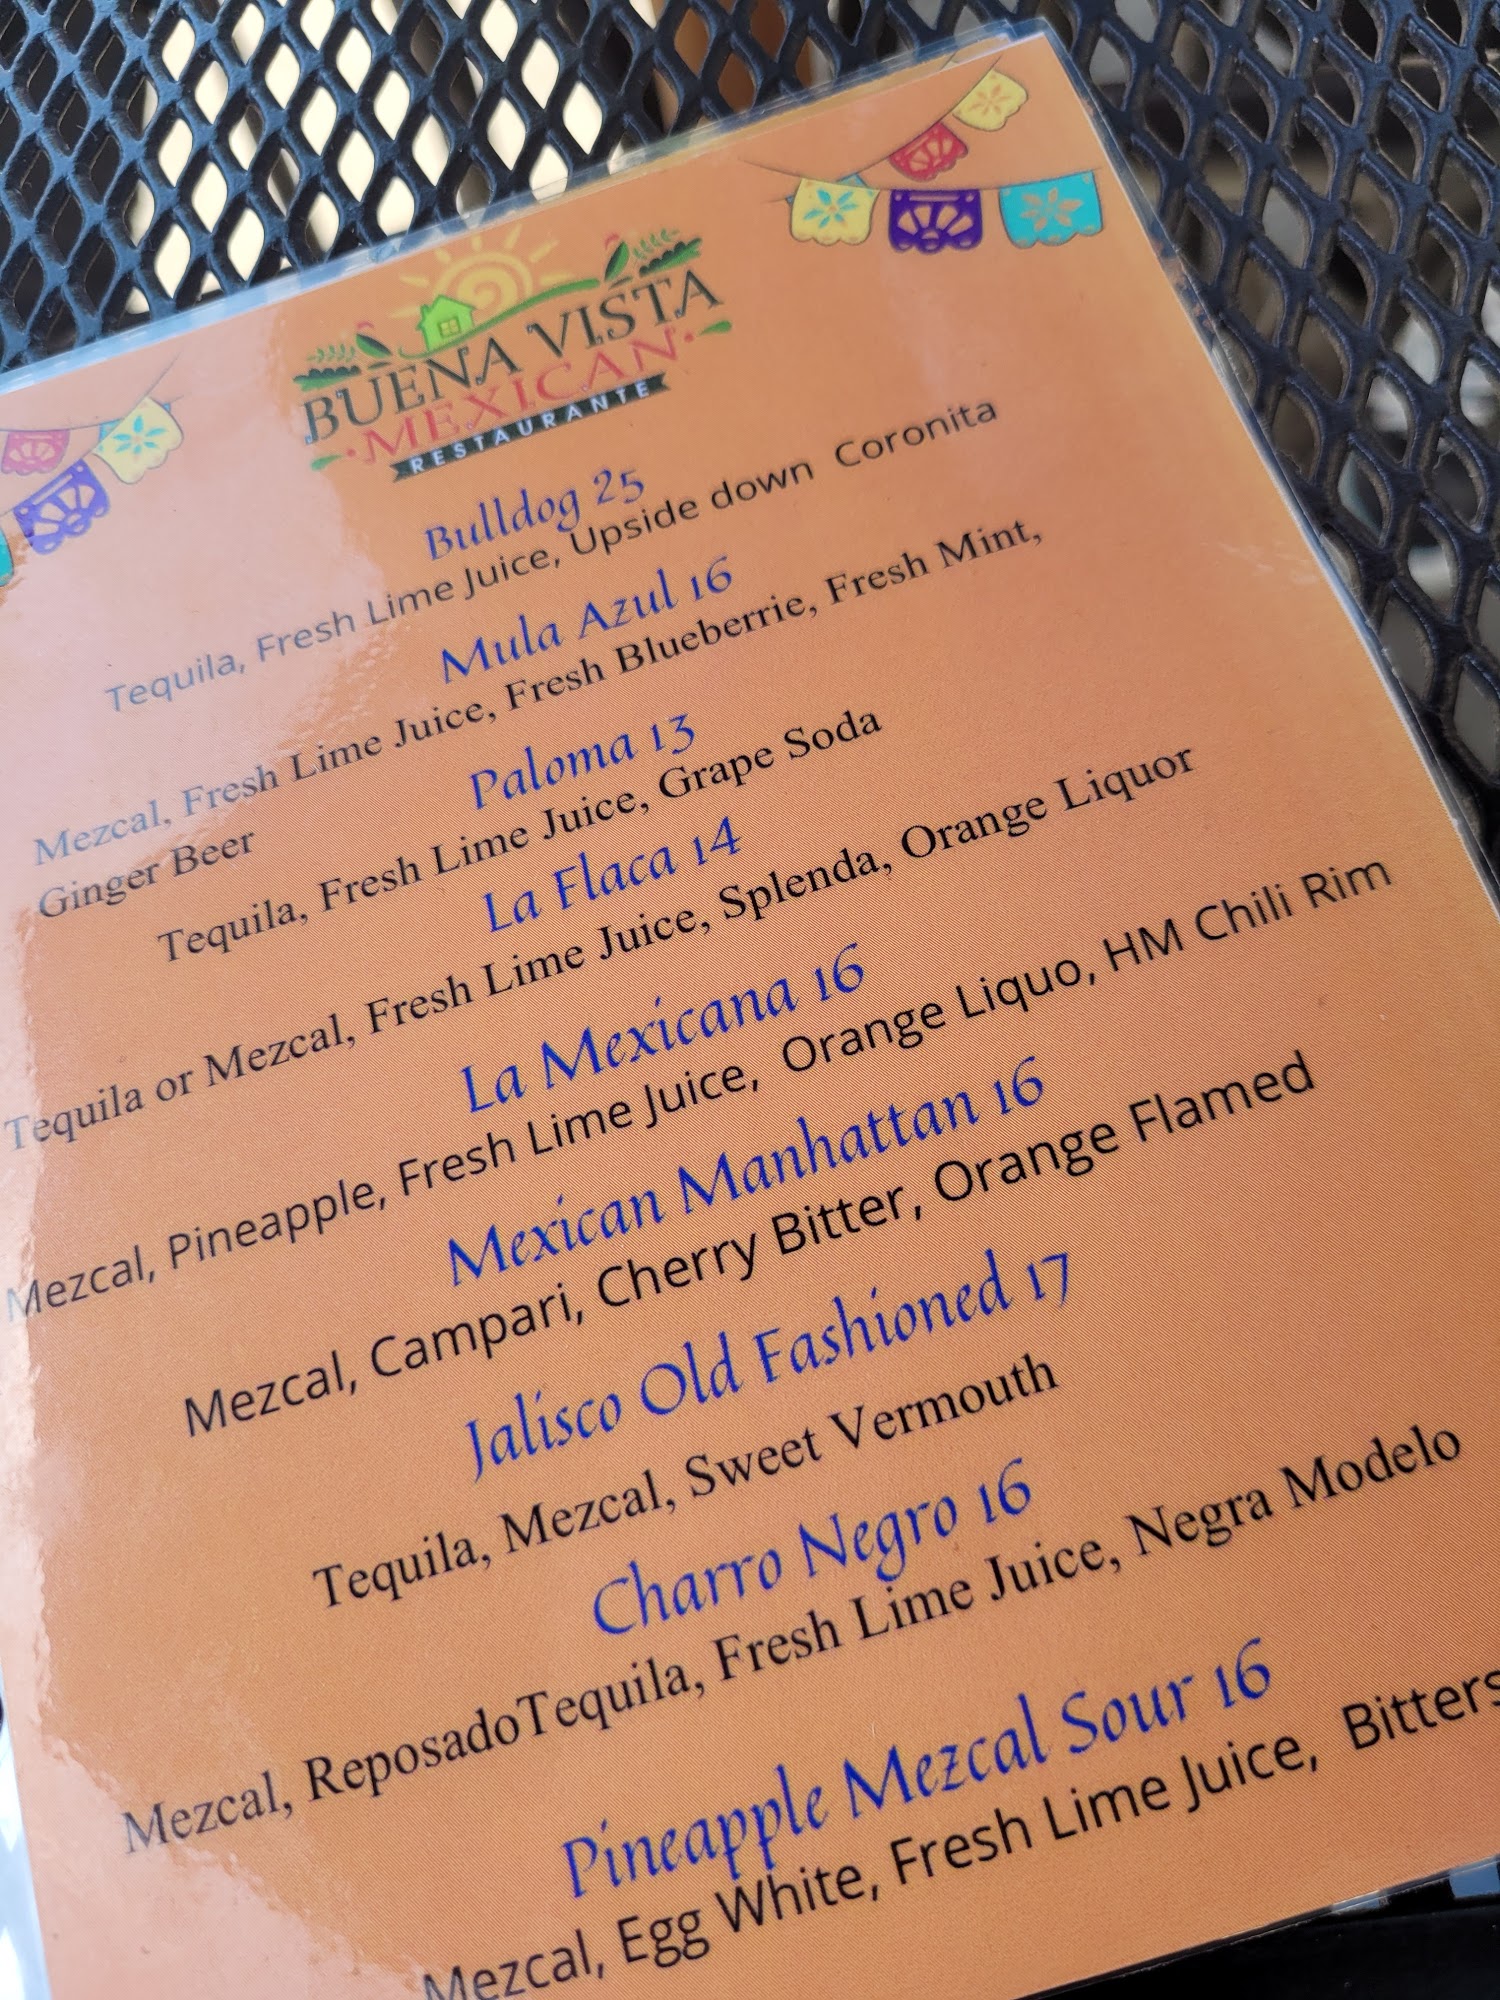 BUENA VISTA
MEXICAN
RESTAURANTE
Bulldog 25
Tequila, Fresh Lime Juice, Upside down Coronita
Mula Azul 16
Mezcal, Fresh Lime Juice, Fresh Blueberrie, Fresh Mint,
Ginger Beer
Paloma 13
Tequila, Fresh Lime Juice, Grape Soda
La Flaca 14
Tequila or Mezcal, Fresh Lime Juice, Splenda, Orange Liquor
La Mexicana 16
Mezcal, Pineapple, Fresh Lime Juice, Orange Liquo, HM Chili Rim
Mexican Manhattan 16
Mezcal, Campari, Cherry Bitter, Orange Flamed
Jalisco Old Fashioned 17
Tequila, Mezcal, Sweet Vermouth
Charro Negro 16
Mezcal, ReposadoTequila, Fresh Lime Juice, Negra Modelo
Pineapple Mezcal Sour 16
Mezcal, Egg White, Fresh Lime Juice, Bitters